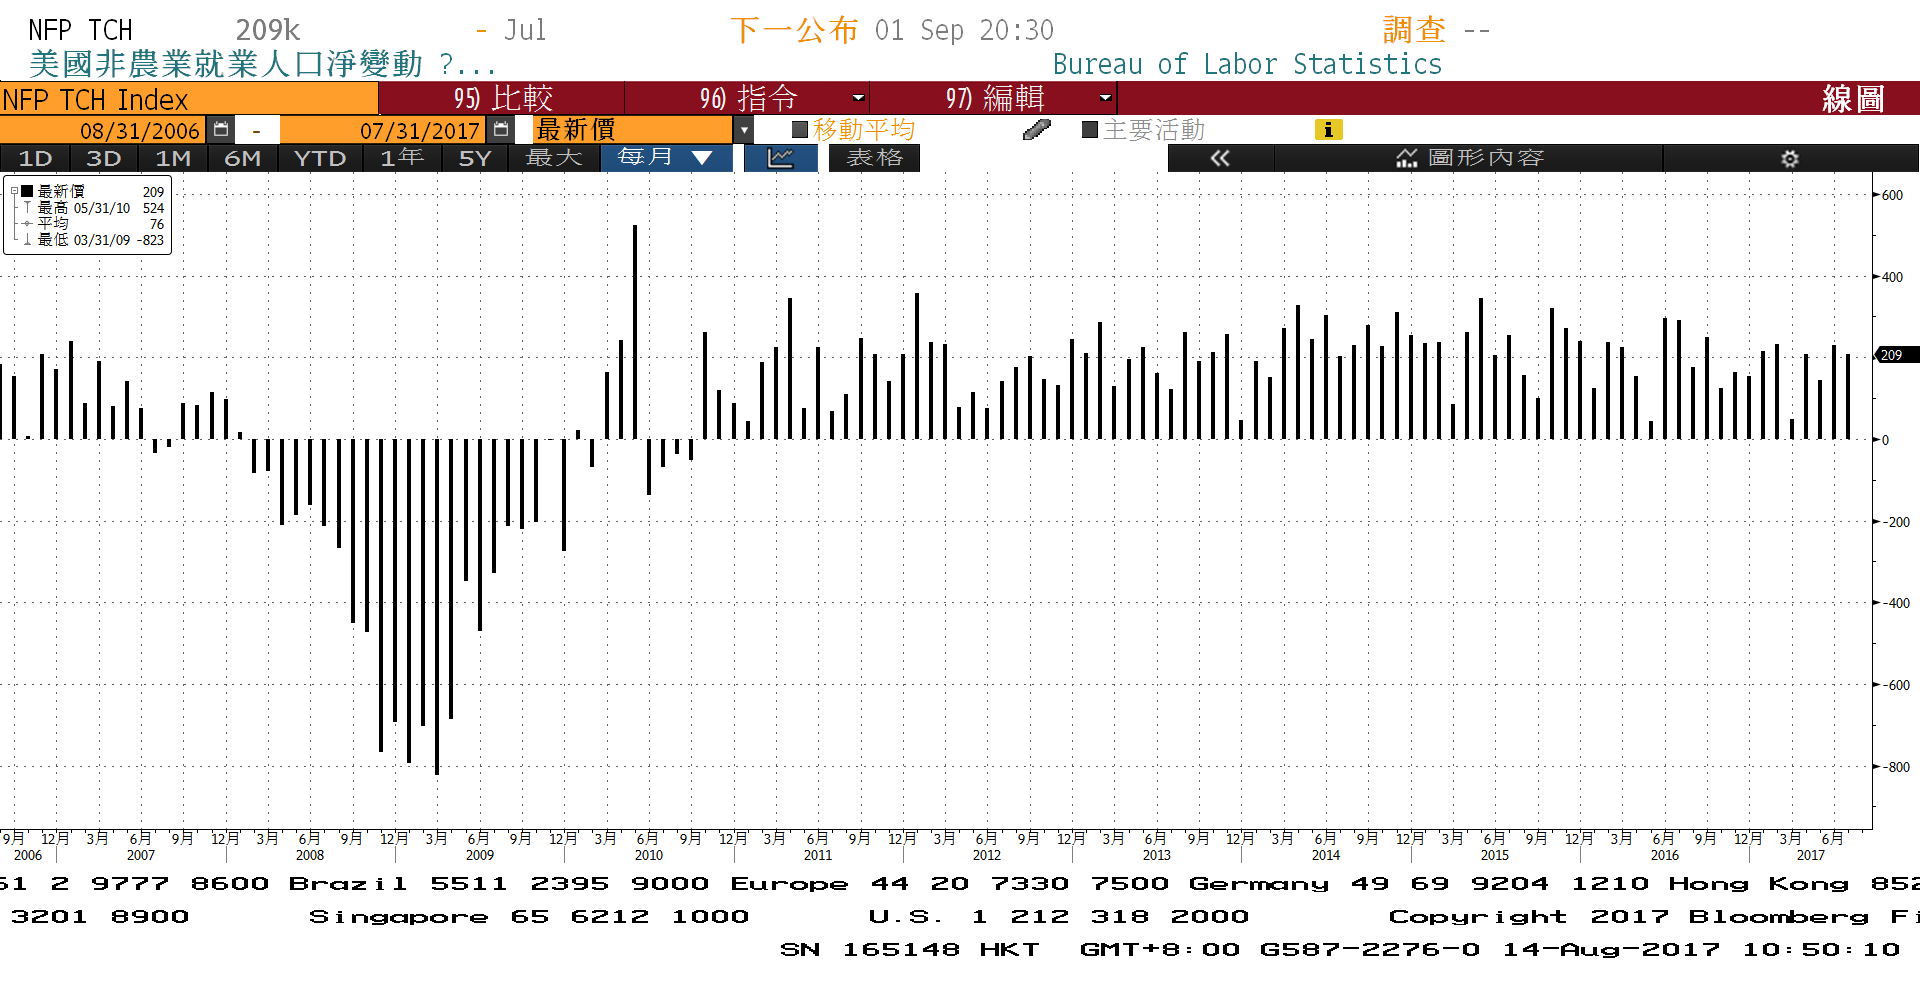 NFP TCH 209k - Jul 下一公布 01 Sep 20:30 調查 --
美國非農業就業人口淨變動 ?... Bureau of Labor Statistics
NFP TCH Index 95) 比較 96) 指令 97) 編輯 線圖
08/31/2006 - 07/31/2017 最新價 移動平均 主要活動 i
1D 3D 1M 6M YTD 1年 5Y 最大 每月 ▼ 表格 « 圖形內容
最新價 209
最高 05/31/10 524
平均 76
最低 03/31/09 -823
600
400
209
0
-200
-400
-600
-800
9月 12月 3月 6月 9月 12月 3月 6月 9月 12月 3月 6月 9月 12月 3月 6月 9月 12月 3月 6月 9月 12月 3月 6月 9月 12月 3月 6月 9月 12月 3月 6月 9月 12月 3月 6月 9月 12月 3月 6月 9月 12月 3月 6月
2006 2007 2008 2009 2010 2011 2012 2013 2014 2015 2016 2017
61 2 9777 8600 Brazil 5511 2395 9000 Europe 44 20 7330 7500 Germany 49 69 9204 1210 Hong Kong 852
3201 8900 Singapore 65 6212 1000 U.S. 1 212 318 2000 Copyright 2017 Bloomberg Fi
SN 165148 HKT GMT+8:00 G587-2276-0 14-Aug-2017 10:50:10